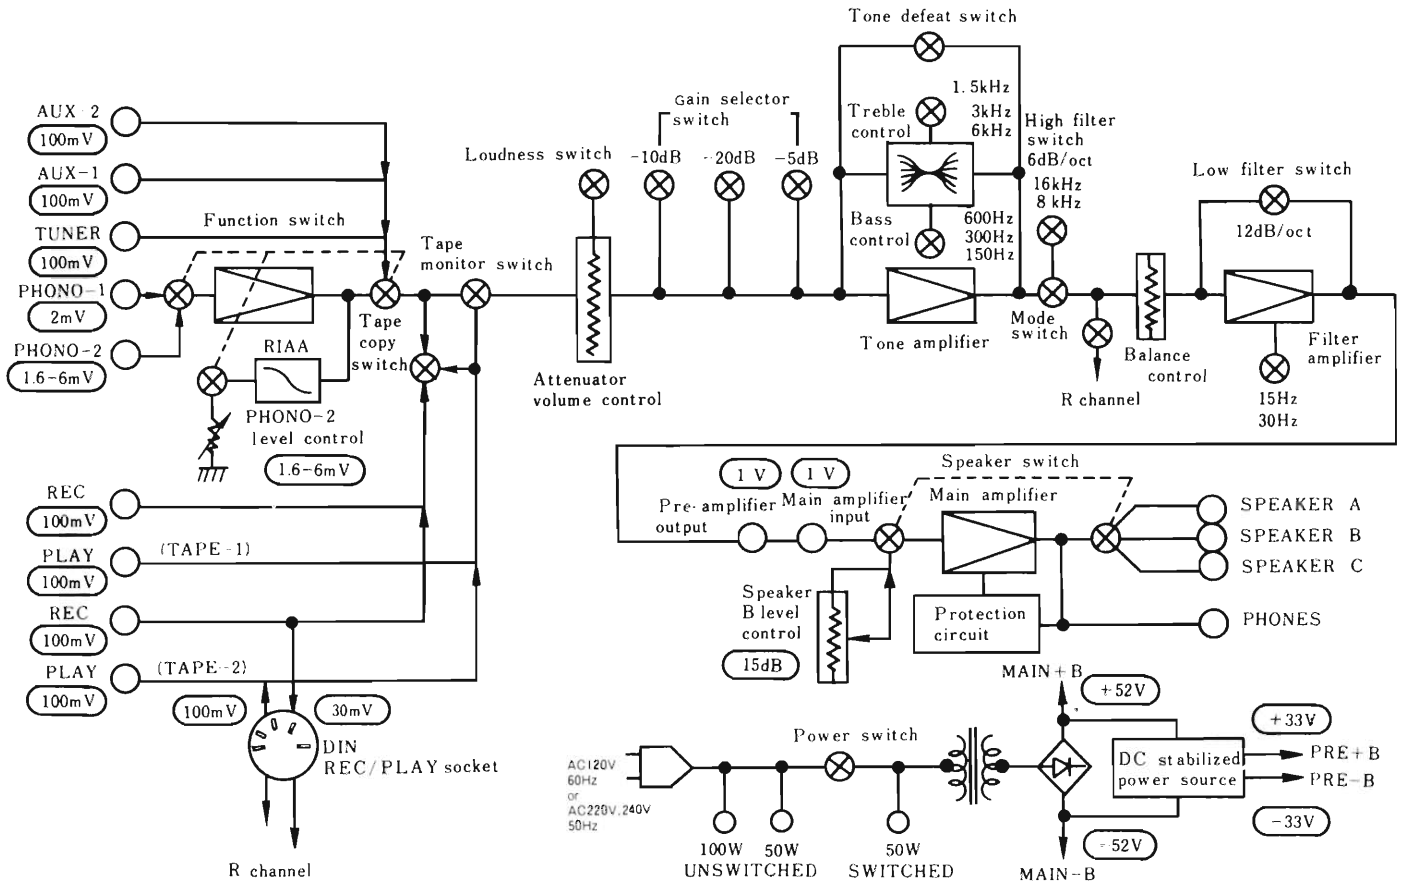 Tone defeat switch
1.5kHz
3kHz
6kHz
Treble
control
High filter
switch
6dB/oct
16kHz
8 kHz
Gain selector
switch
-10dB
-20dB
-5dB
Loudness switch
Low filter switch
12dB/oct
AUX-2
100mV
AUX-1
100mV
TUNER
100mV
PHONO-1
2mV
PHONO-2
1.6-6mV
Function switch
Tape
monitor switch
Bass
control
600Hz
300Hz
150Hz
Tape
copy
switch
RIAA
PHONO-2
level control
1.6-6mV
Attenuator
volume control
Tone amplifier
Mode
switch
R channel
Balance
control
Filter
amplifier
15Hz
30Hz
REC
100mV
PLAY
100mV
(TAPE-1)
REC
100mV
PLAY
100mV
(TAPE-2)
100mV
30mV
DIN
REC/PLAY socket
R channel
1 V
1 V
Pre-amplifier
output
Main amplifier
input
Speaker switch
Main amplifier
SPEAKER A
SPEAKER B
SPEAKER C
PHONES
Speaker
B level
control
15dB
Protection
circuit
MAIN+B
+52V
+33V
DC stabilized
power source
PRE+B
PRE-B
-33V
-52V
MAIN-B
Power switch
AC120V
60Hz
or
AC220V.240V
50Hz
100W
50W
UNSWITCHED
50W
SWITCHED